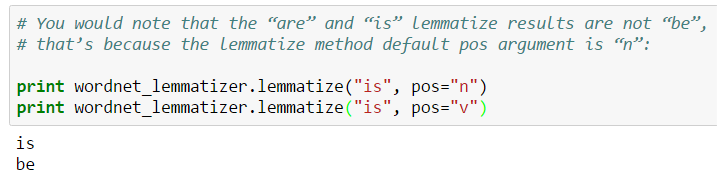 # You would note that the “are” and “is” lemmatize results are not “be”,
# that’s because the lemmatize method default pos argument is “n”:
print wordnet_lemmatizer.lemmatize("is", pos="n")
print wordnet_lemmatizer.lemmatize("is", pos="v")
is
be